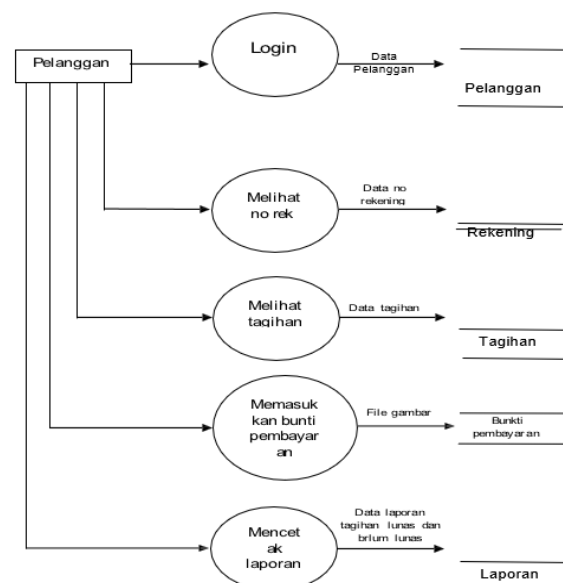 Pelanggan
Login
Data
Pelanggan
Pelanggan
Melihat
no rek
Data no
rekening
Rekening
Melihat
tagihan
Data tagihan
Tagihan
Memasuk
kan bunti
pembayar
an
File gambar
Bunkti
pembayaran
Mencet
ak
laporan
Data laporan
tagihan lunas dan
brlum lunas
Laporan